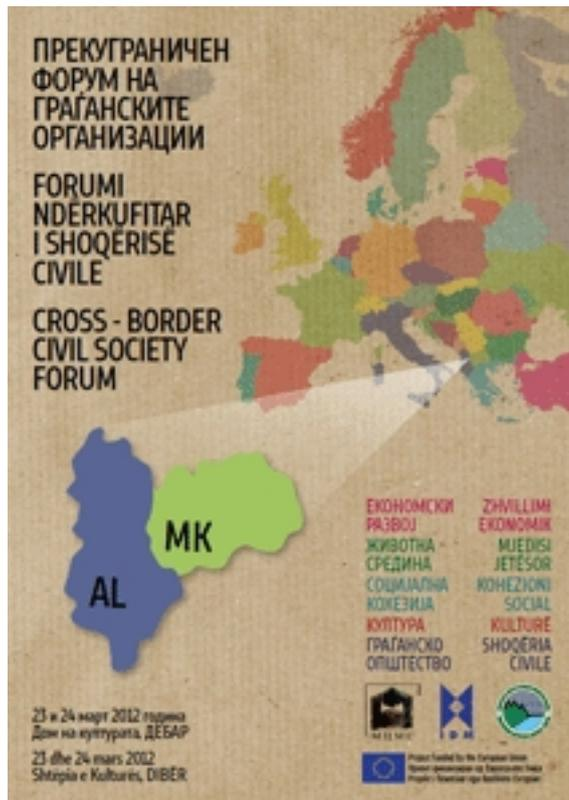 ПРЕКУГРАНИЧЕН
ФОРУМ НА
ГРАЃАНСКИТЕ
ОРГАНИЗАЦИИ
FORUMI
NDËRKUFITAR
I SHOQËRISË
CIVILE
CROSS - BORDER
CIVIL SOCIETY
FORUM
MK
AL
ЕКОНОМСКИ
РАЗВОЈ
ЖИВОТНА
СРЕДИНА
СОЦИЈАЛНА
КОХЕЗИЈА
КУЛТУРА
ГРАЃАНСКО
ОПШТЕСТВО
ZHVILLIMI
EKONOMIK
MJEDISI
JETËSOR
KOHEZIONI
SOCIAL
KULTURË
SHOQËRIA
CIVILE
23 и 24 март 2012 година
Дом на културата, ДЕБАР
23 dhe 24 mars 2012
Shtëpia e Kulturës, DIBËR
IDM
Project funded by the European Union